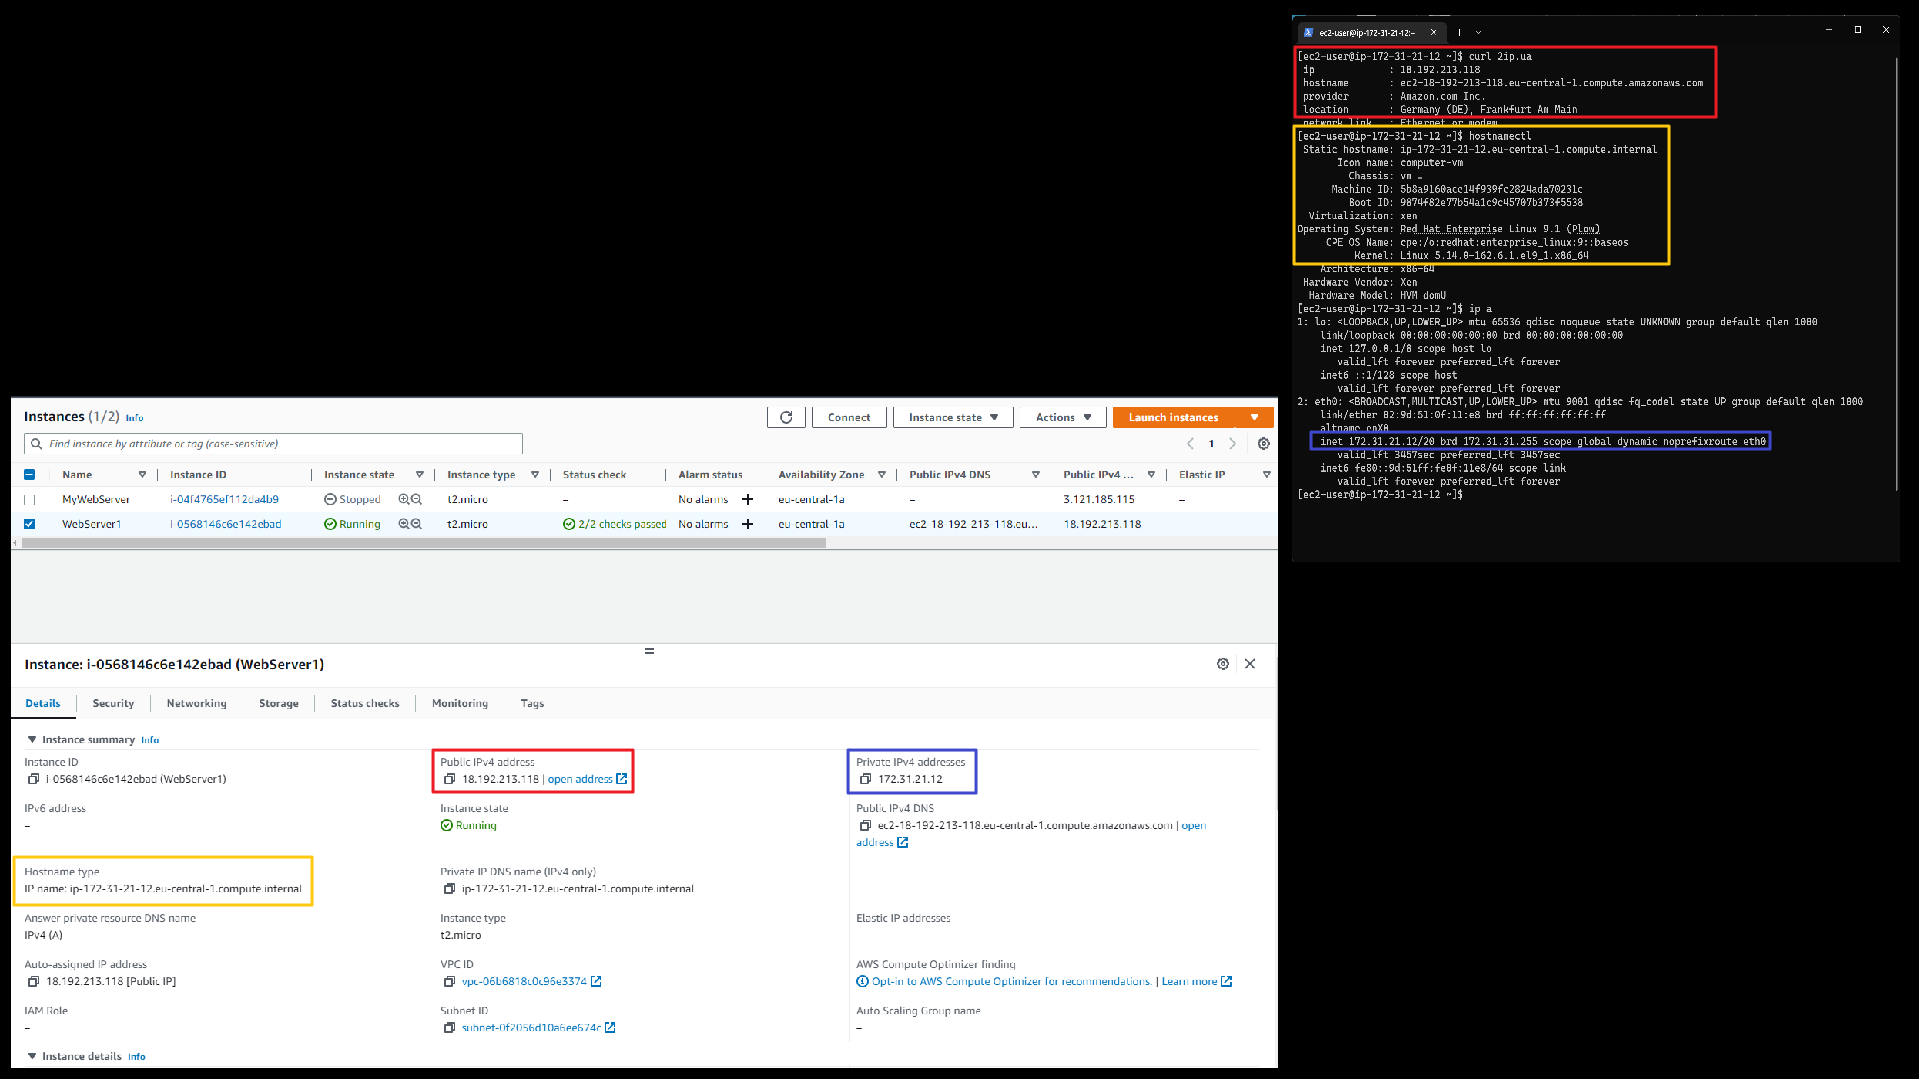 Instances (1/2) Info
Connect
Instance state
Actions
Launch instances
Find instance by attribute or tag (case-sensitive)
1
Name Instance ID Instance state Instance type Status check Alarm status Availability Zone Public IPv4 DNS Public IPv4 ... Elastic IP
MyWebServer i-04f4765ef112da4b9 Stopped t2.micro – No alarms + eu-central-1a – 3.121.185.115 –
WebServer1 i-0568146c6e142ebad Running t2.micro 2/2 checks passed No alarms + eu-central-1a ec2-18-192-213-118.eu... 18.192.213.118
Instance: i-0568146c6e142ebad (WebServer1)
Details Security Networking Storage Status checks Monitoring Tags
Instance summary Info
Instance ID
i-0568146c6e142ebad (WebServer1)
Public IPv4 address
18.192.213.118 | open address
Private IPv4 addresses
172.31.21.12
IPv6 address
–
Instance state
Running
Public IPv4 DNS
ec2-18-192-213-118.eu-central-1.compute.amazonaws.com | open
address
Hostname type
IP name: ip-172-31-21-12.eu-central-1.compute.internal
Private IP DNS name (IPv4 only)
ip-172-31-21-12.eu-central-1.compute.internal
Answer private resource DNS name
IPv4 (A)
Instance type
t2.micro
Elastic IP addresses
Auto-assigned IP address
18.192.213.118 [Public IP]
VPC ID
vpc-06b6818c0c96e3374
AWS Compute Optimizer finding
Opt-in to AWS Compute Optimizer for recommendations. | Learn more
IAM Role
–
Subnet ID
subnet-0f2056d10a6ee674c
Auto Scaling Group name
–
Instance details Info
ec2-user@ip-172-31-21-12:~
[ec2-user@ip-172-31-21-12 ~]$ curl 2ip.ua
ip : 18.192.213.118
hostname : ec2-18-192-213-118.eu-central-1.compute.amazonaws.com
provider : Amazon.com Inc.
location : Germany (DE), Frankfurt Am Main
network link : Ethernet or modem
[ec2-user@ip-172-31-21-12 ~]$ hostnamectl
Static hostname: ip-172-31-21-12.eu-central-1.compute.internal
Icon name: computer-vm
Chassis: vm
Machine ID: 5b8a9160ace14f939fc2824ada70231c
Boot ID: 9874f82e77b54a1c9c45707b373f5538
Virtualization: xen
Operating System: Red Hat Enterprise Linux 9.1 (Plow)
CPE OS Name: cpe:/o:redhat:enterprise_linux:9::baseos
Kernel: Linux 5.14.0-162.6.1.el9_1.x86_64
Architecture: x86-64
Hardware Vendor: Xen
Hardware Model: HVM domU
[ec2-user@ip-172-31-21-12 ~]$ ip a
1: lo: <LOOPBACK,UP,LOWER_UP> mtu 65536 qdisc noqueue state UNKNOWN group default qlen 1000
link/loopback 00:00:00:00:00:00 brd 00:00:00:00:00:00
inet 127.0.0.1/8 scope host lo
valid_lft forever preferred_lft forever
inet6 ::1/128 scope host
valid_lft forever preferred_lft forever
2: eth0: <BROADCAST,MULTICAST,UP,LOWER_UP> mtu 9001 qdisc fq_codel state UP group default qlen 1000
link/ether 02:9d:51:0f:11:e8 brd ff:ff:ff:ff:ff:ff
altname enX0
inet 172.31.21.12/20 brd 172.31.31.255 scope global dynamic noprefixroute eth0
valid_lft 3457sec preferred_lft 3457sec
inet6 fe80::9d:51ff:fe0f:11e8/64 scope link
valid_lft forever preferred_lft forever
[ec2-user@ip-172-31-21-12 ~]$